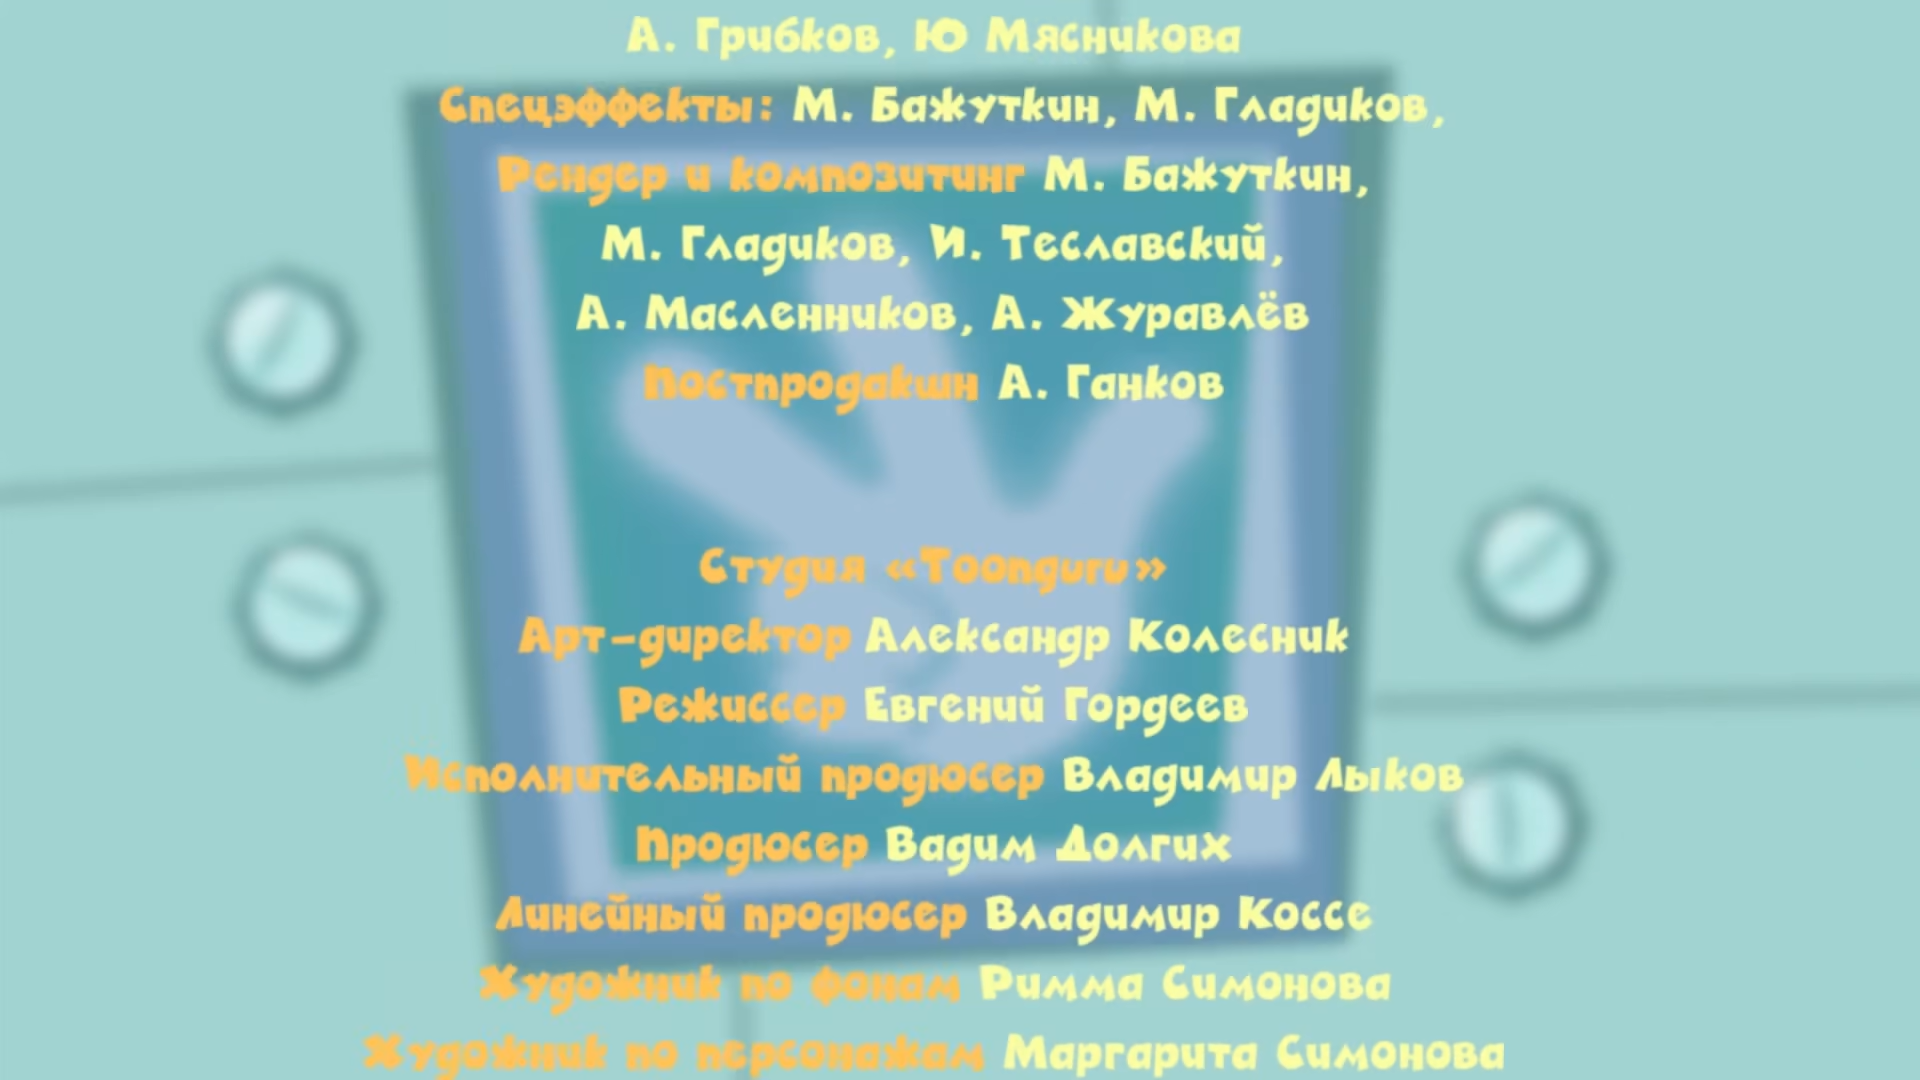 А. Грибков, Ю Мясникова
Спецэффекты: М. Бажуткин, М. Гладиков,
Рендер и композитинг М. Бажуткин,
М. Гладиков, И. Теславский,
А. Масленников, А. Журавлёв
Постпродакшн А. Ганков
Студия «Toonguru»
Арт-директор Александр Колесник
Режиссер Евгений Гордеев
Исполнительный продюсер Владимир Лыков
Продюсер Вадим Долгих
Линейный продюсер Владимир Коссе
Художник по фонам Римма Симонова
Художник по персонажам Маргарита Симонова